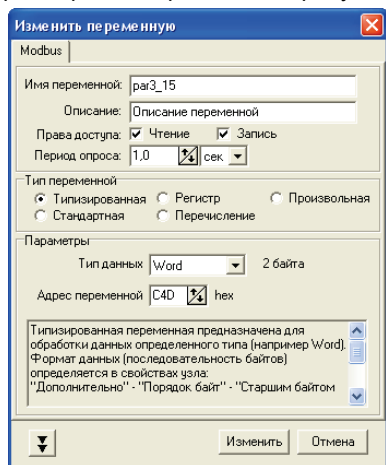 Изменить переменную
Modbus
Имя переменной: par3_15
Описание: Описание переменной
Права доступа: Чтение Запись
Период опроса: 1,0 сек
Тип переменной
Типизированная Регистр Произвольная
Стандартная Перечисление
Параметры
Тип данных Word 2 байта
Адрес переменной C4D hex
Типизированная переменная предназначена для
обработки данных определенного типа (например Word).
Формат данных (последовательность байтов)
определяется в свойствах узла:
"Дополнительно" - "Порядок байт" - "Старшим байтом
Изменить Отмена